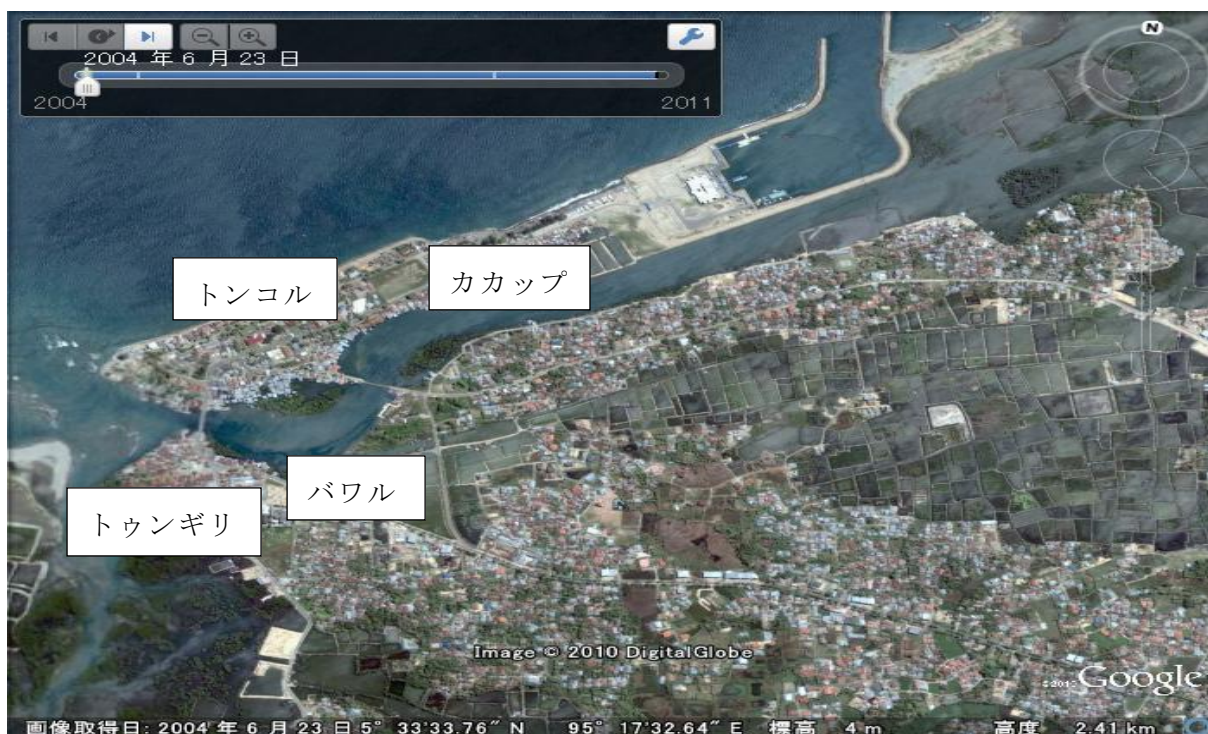 2004 年 6 月 23 日
2004
2011
N
カカップ
トンコル
バワル
トゥンギリ
Image © 2010 DigitalGlobe
Google
画像取得日: 2004 年 6 月 23 日 5° 33'33.76" N 95° 17'32.64" E 標高 4 m 高度 2.41 km